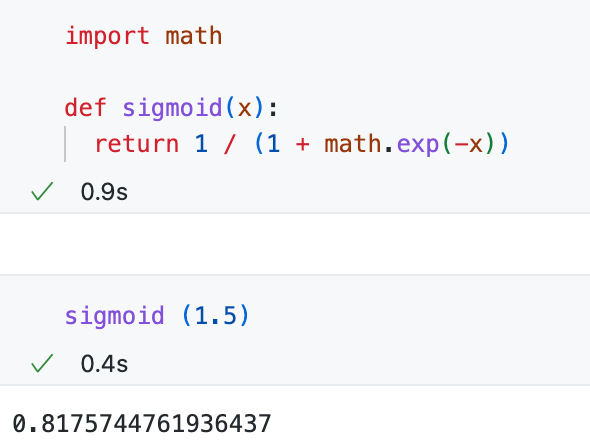 import math
def sigmoid(x):
return 1 / (1 + math.exp(-x))
0.9s
sigmoid (1.5)
0.4s
0.8175744761936437